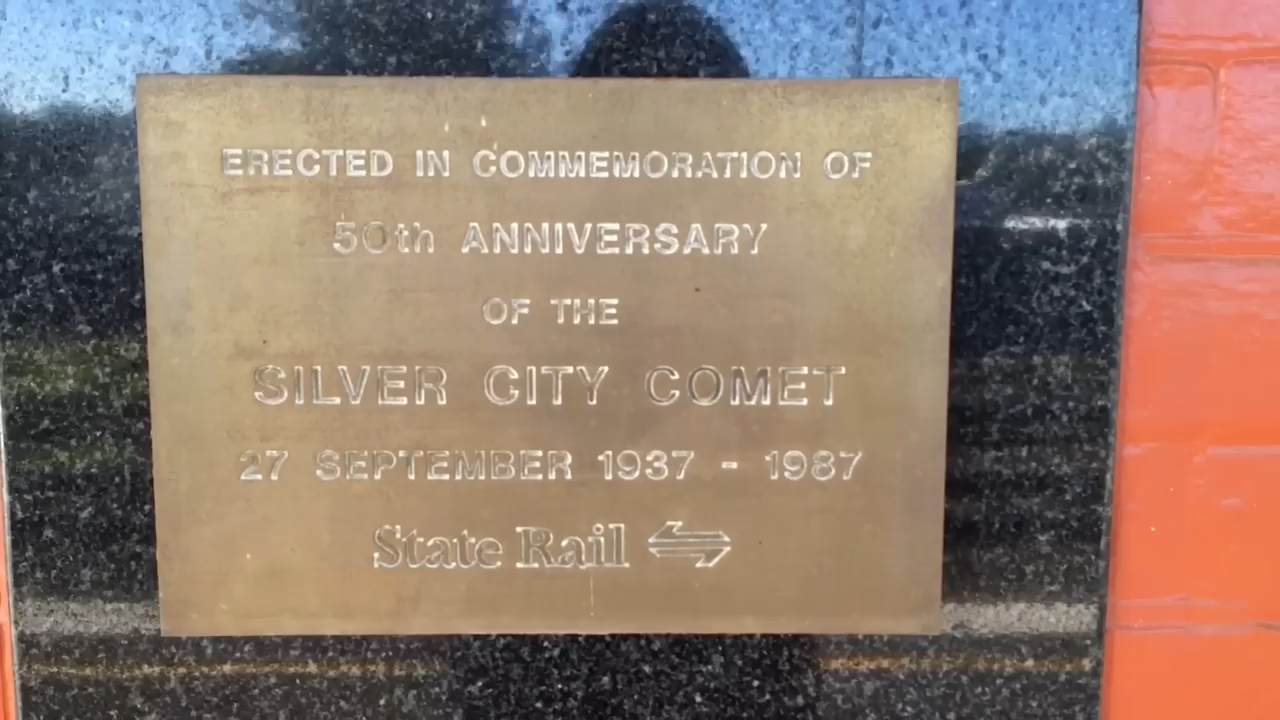 ERECTED IN COMMEMORATION OF
50th ANNIVERSARY
OF THE
SILVER CITY COMET
27 SEPTEMBER 1937 - 1987
State Rail